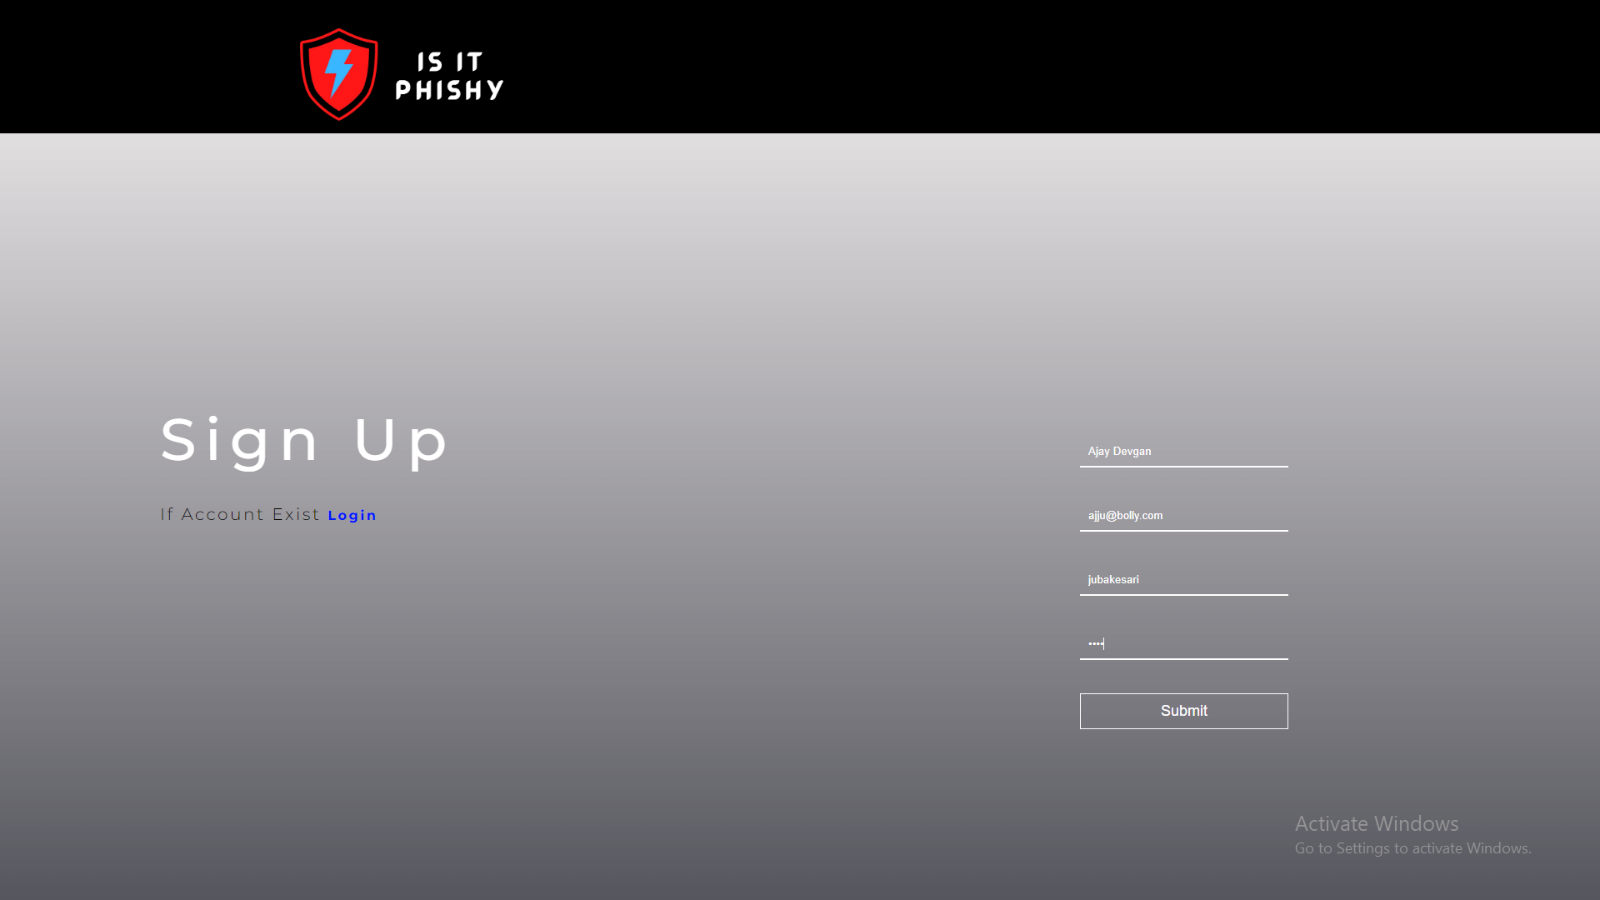 IS IT
PHISHY
Sign Up
If Account Exist Login
Ajay Devgan
ajju@bolly.com
jubakesari
••••
Submit
Activate Windows
Go to Settings to activate Windows.